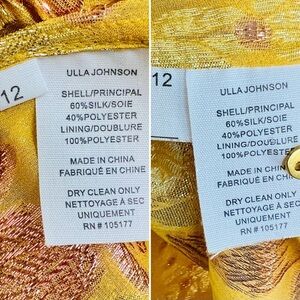 12
ULLA JOHNSON
SHELL/PRINCIPAL
60%SILK/SOIE
40%POLYESTER
LINING/DOUBLURE
100%POLYESTER
MADE IN CHINA
FABRIQUÉ EN CHINE
DRY CLEAN ONLY
NETTOYAGE À SEC
UNIQUEMENT
RN # 105177
12
ULLA JOHNSON
SHELL/PRINCIPAL
60%SILK/SOIE
40%POLYESTER
LINING/DOUBLURE
100%POLYESTER
MADE IN CHINA
FABRIQUÉ EN
DRY CLEAN ONLY
NETTOYAGE À SEC
UNIQUEMENT
RN # 105177